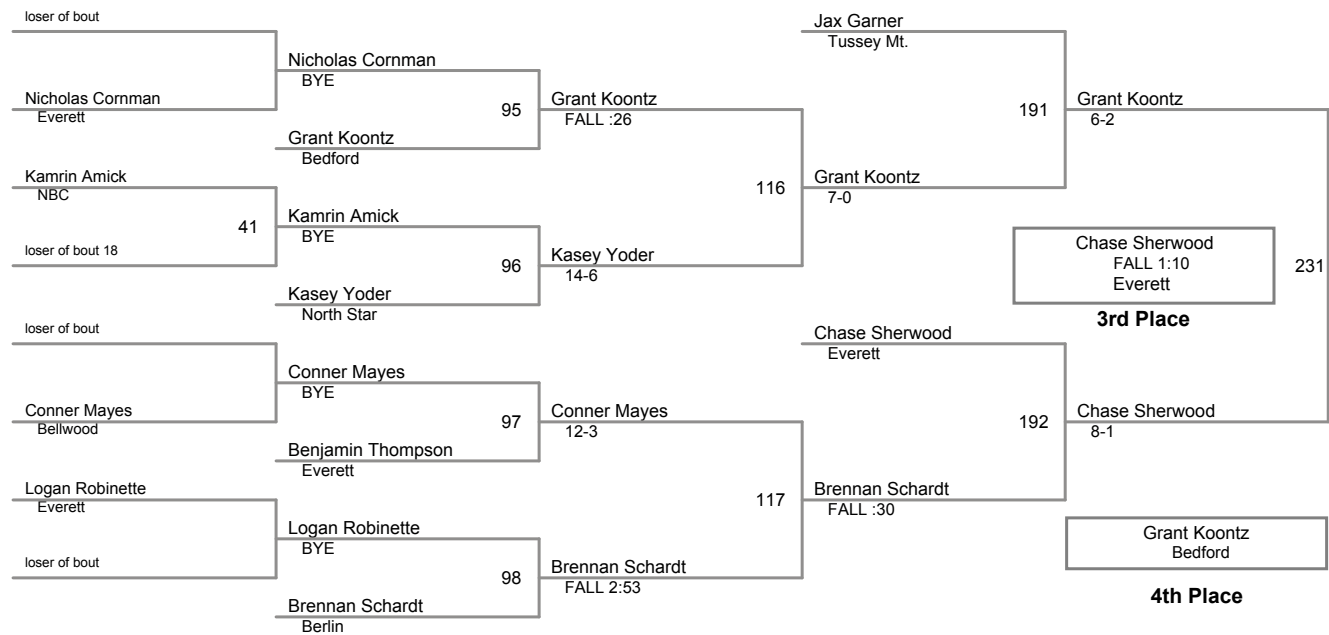 loser of bout
Nicholas Cornman
Everett
Kamrin Amick
NBC
41
loser of bout 18
loser of bout
Conner Mayes
Bellwood
Logan Robinette
Everett
loser of bout
Nicholas Cornman
BYE
95
Grant Koontz
Bedford
Kamrin Amick
BYE
96
Kasey Yoder
North Star
Conner Mayes
BYE
97
Benjamin Thompson
Everett
Logan Robinette
BYE
98
Brennan Schardt
Berlin
Grant Koontz
FALL :26
116
Kasey Yoder
14-6
Conner Mayes
12-3
117
Brennan Schardt
FALL 2:53
Jax Garner
Tussey Mt.
191
Grant Koontz
7-0
Chase Sherwood
Everett
192
Brennan Schardt
FALL :30
Grant Koontz
6-2
Chase Sherwood
FALL 1:10
Everett
231
3rd Place
Chase Sherwood
8-1
Grant Koontz
Bedford
4th Place